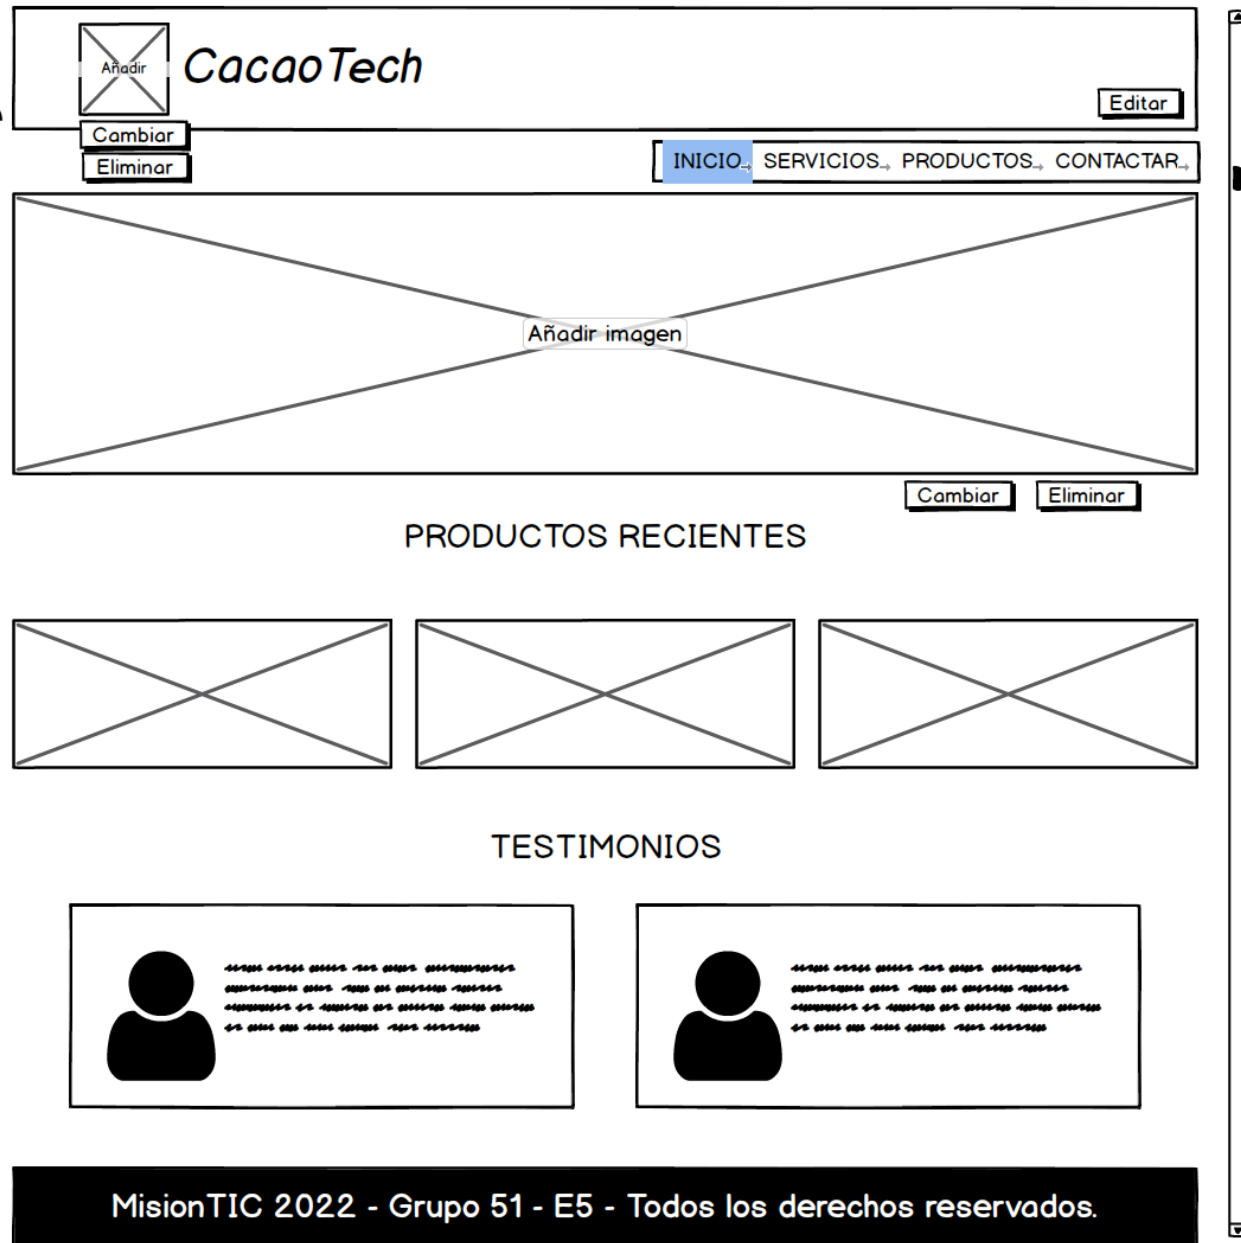 Añadir
CacaoTech
Editar
Cambiar
Eliminar
INICIO SERVICIOS PRODUCTOS CONTACTAR
Añadir imagen
Cambiar Eliminar
PRODUCTOS RECIENTES
TESTIMONIOS
MisionTIC 2022 - Grupo 51 - E5 - Todos los derechos reservados.